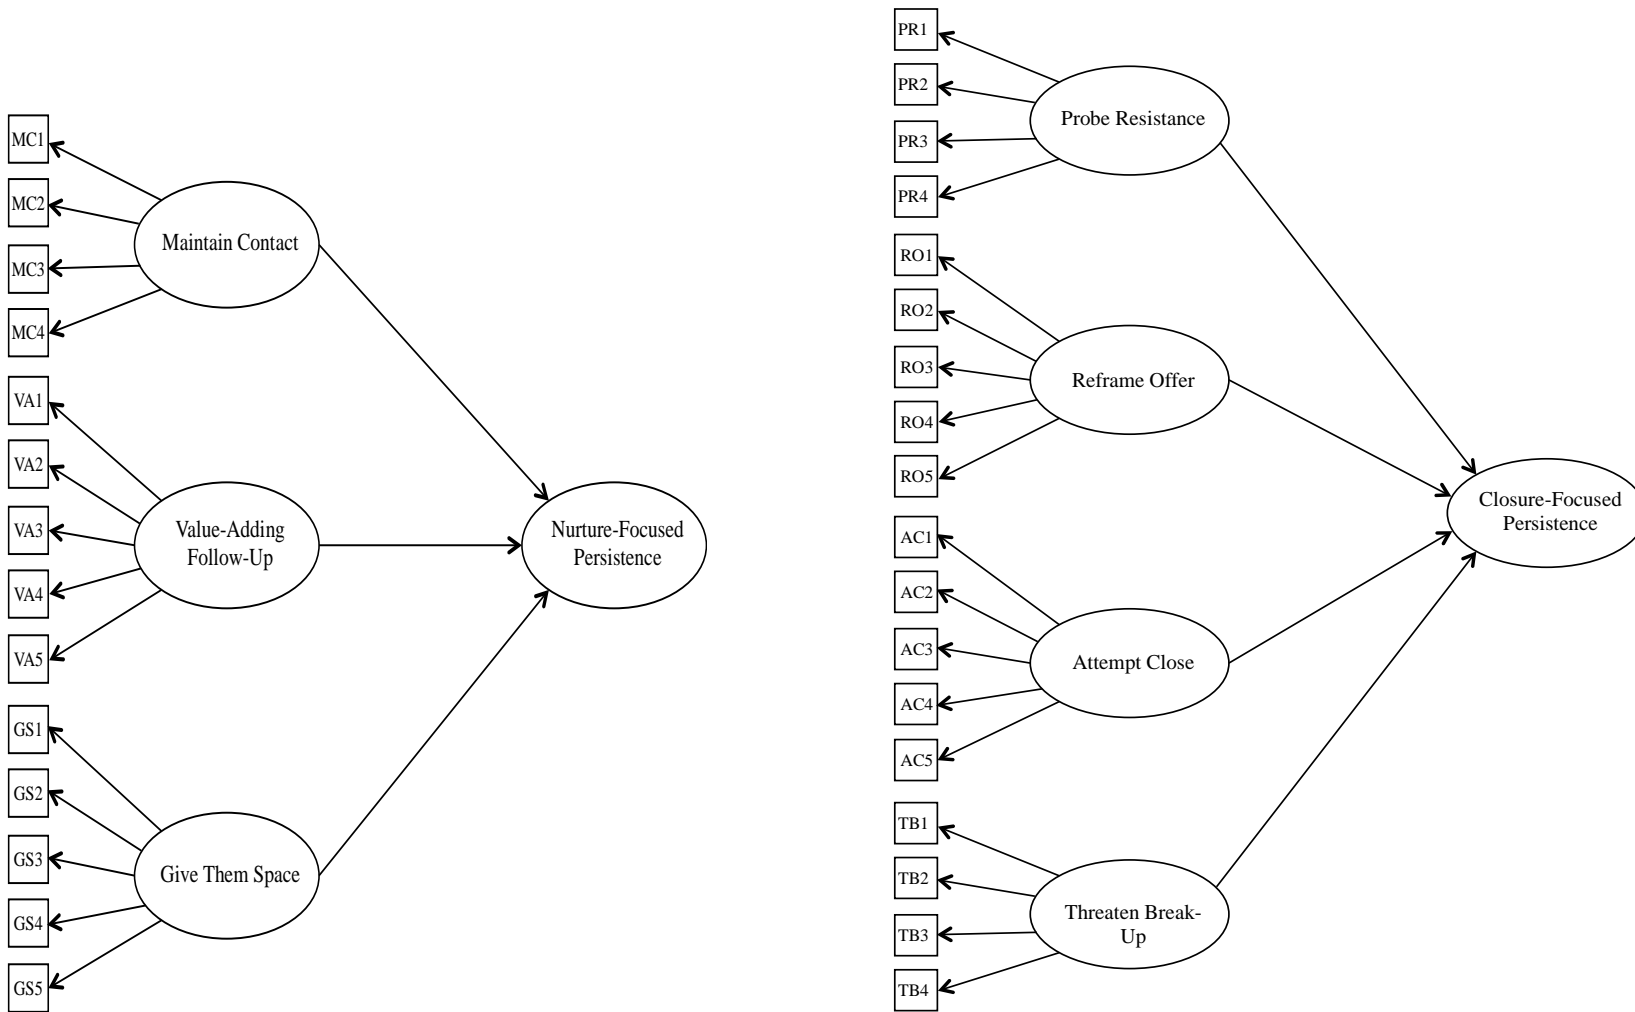 MC1
MC2
MC3
MC4
Maintain Contact
VA1
VA2
VA3
VA4
VA5
Value-Adding
Follow-Up
GS1
GS2
GS3
GS4
GS5
Give Them Space
Nurture-Focused
Persistence
PR1
PR2
PR3
PR4
Probe Resistance
RO1
RO2
RO3
RO4
RO5
Reframe Offer
AC1
AC2
AC3
AC4
AC5
Attempt Close
TB1
TB2
TB3
TB4
Threaten Break-
Up
Closure-Focused
Persistence